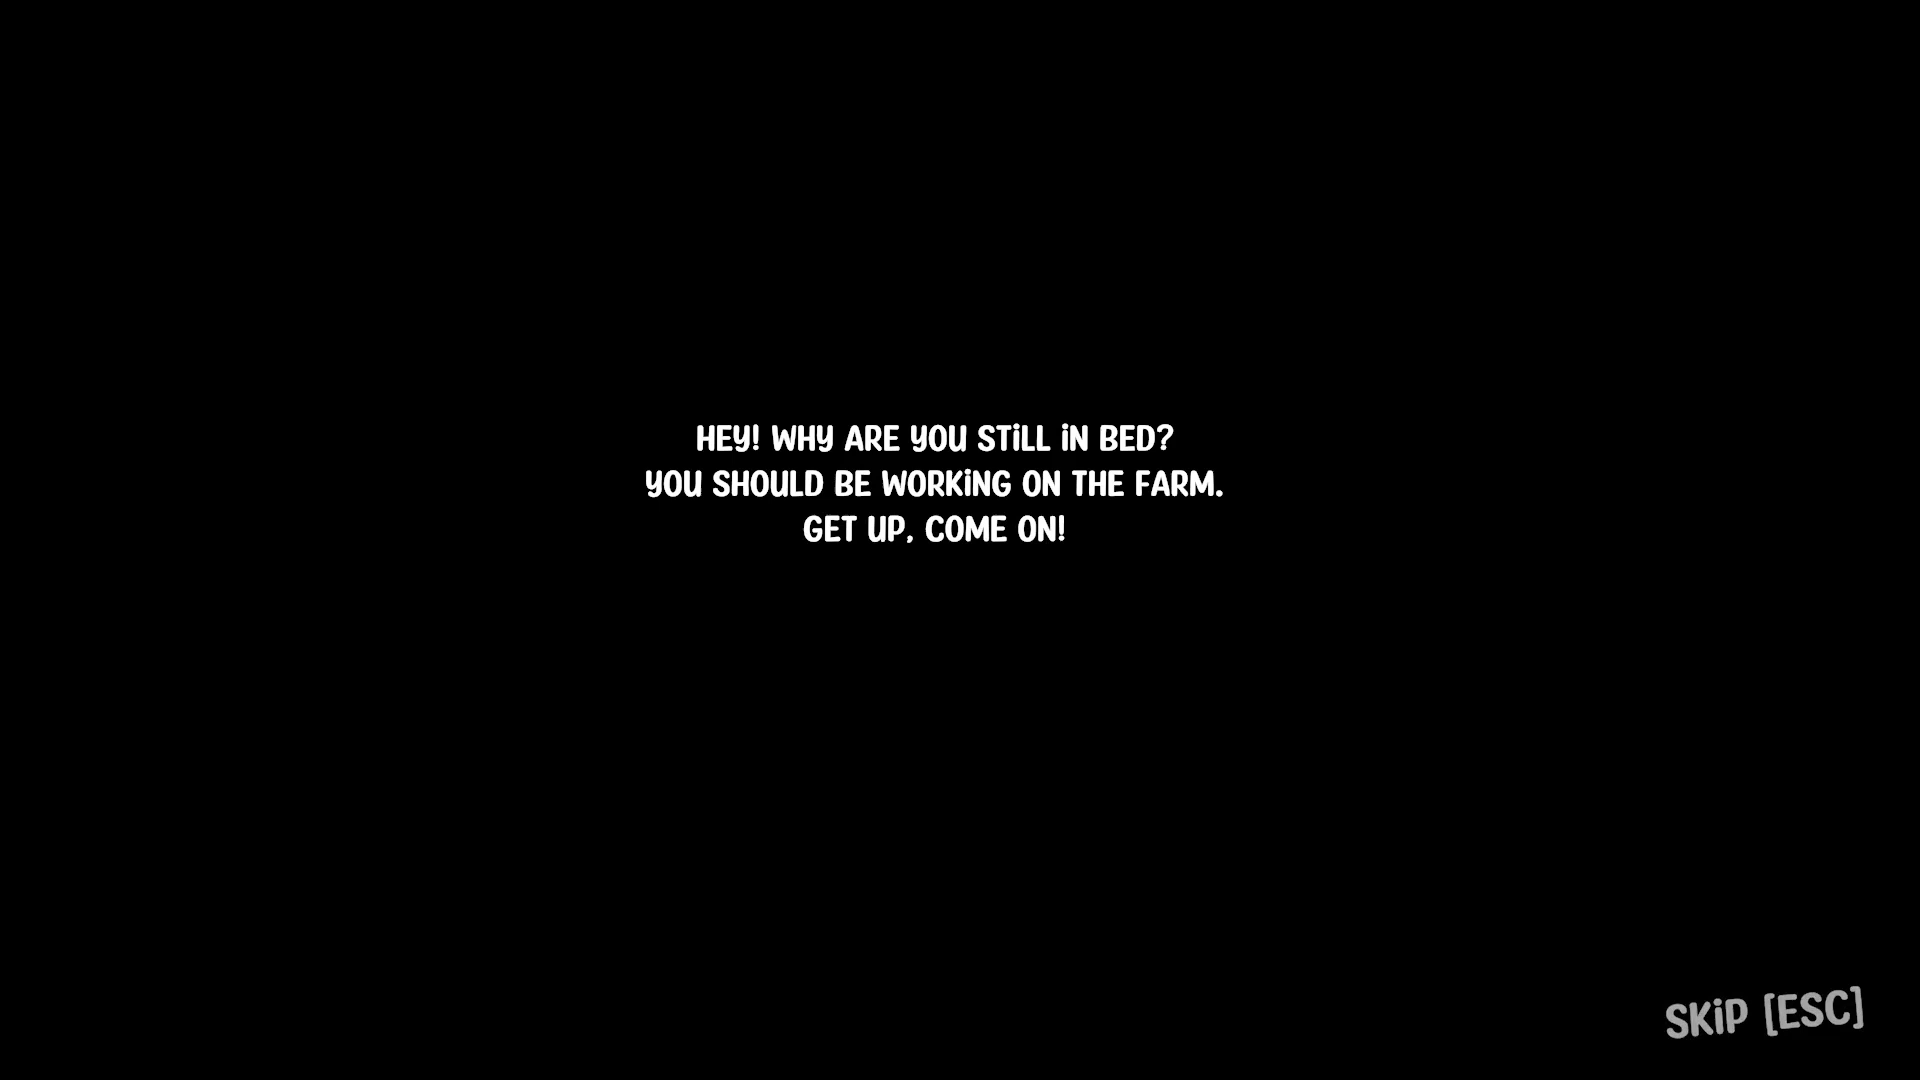 HEY! WHY ARE YOU STILL IN BED?
YOU SHOULD BE WORKING ON THE FARM.
GET UP, COME ON!
SKIP [ESC]